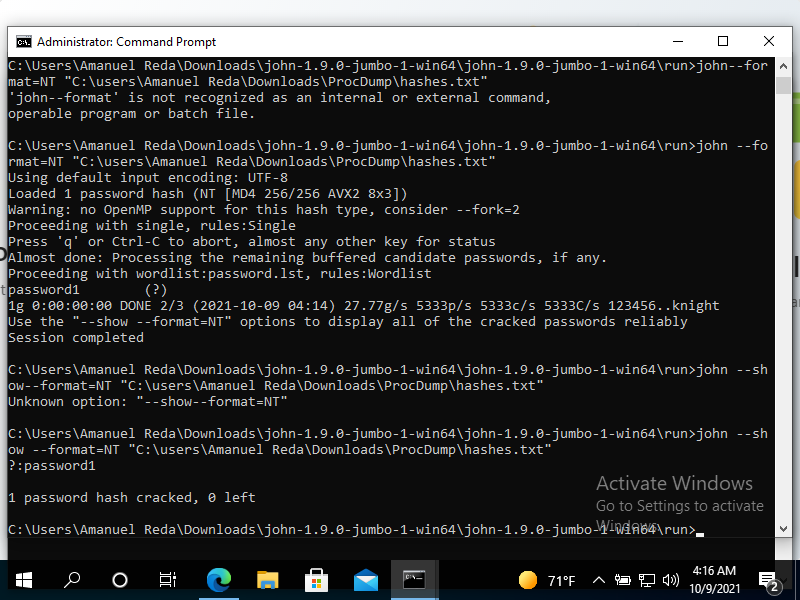 Administrator: Command Prompt
C:\Users\Amanuel Reda\Downloads\john-1.9.0-jumbo-1-win64\john-1.9.0-jumbo-1-win64\run>john--for
mat=NT "C:\users\Amanuel Reda\Downloads\ProcDump\hashes.txt"
'john--format' is not recognized as an internal or external command,
operable program or batch file.
C:\Users\Amanuel Reda\Downloads\john-1.9.0-jumbo-1-win64\john-1.9.0-jumbo-1-win64\run>john --fo
rmat=NT "C:\users\Amanuel Reda\Downloads\ProcDump\hashes.txt"
Using default input encoding: UTF-8
Loaded 1 password hash (NT [MD4 256/256 AVX2 8x3])
Warning: no OpenMP support for this hash type, consider --fork=2
Proceeding with single, rules:Single
Press 'q' or Ctrl-C to abort, almost any other key for status
Almost done: Processing the remaining buffered candidate passwords, if any.
Proceeding with wordlist:password.lst, rules:Wordlist
password1        (?)
1g 0:00:00:00 DONE 2/3 (2021-10-09 04:14) 27.77g/s 5333p/s 5333c/s 5333C/s 123456..knight
Use the "--show --format=NT" options to display all of the cracked passwords reliably
Session completed
C:\Users\Amanuel Reda\Downloads\john-1.9.0-jumbo-1-win64\john-1.9.0-jumbo-1-win64\run>john --sh
ow--format=NT "C:\users\Amanuel Reda\Downloads\ProcDump\hashes.txt"
Unknown option: "--show--format=NT"
C:\Users\Amanuel Reda\Downloads\john-1.9.0-jumbo-1-win64\john-1.9.0-jumbo-1-win64\run>john --sh
ow --format=NT "C:\users\Amanuel Reda\Downloads\ProcDump\hashes.txt"
?:password1
1 password hash cracked, 0 left
C:\Users\Amanuel Reda\Downloads\john-1.9.0-jumbo-1-win64\john-1.9.0-jumbo-1-win64\run>
Activate Windows
Go to Settings to activate
Windows.
71°F
4:16 AM
10/9/2021
2